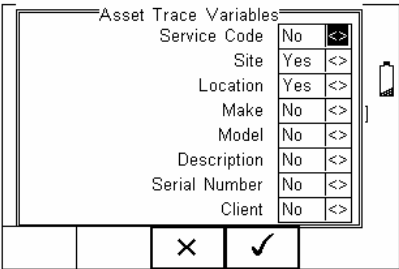 Asset Trace Variables
Service Code No <>
Site Yes <>
Location Yes <>
Make No <>
Model No <>
Description No <>
Serial Number No <>
Client No <>